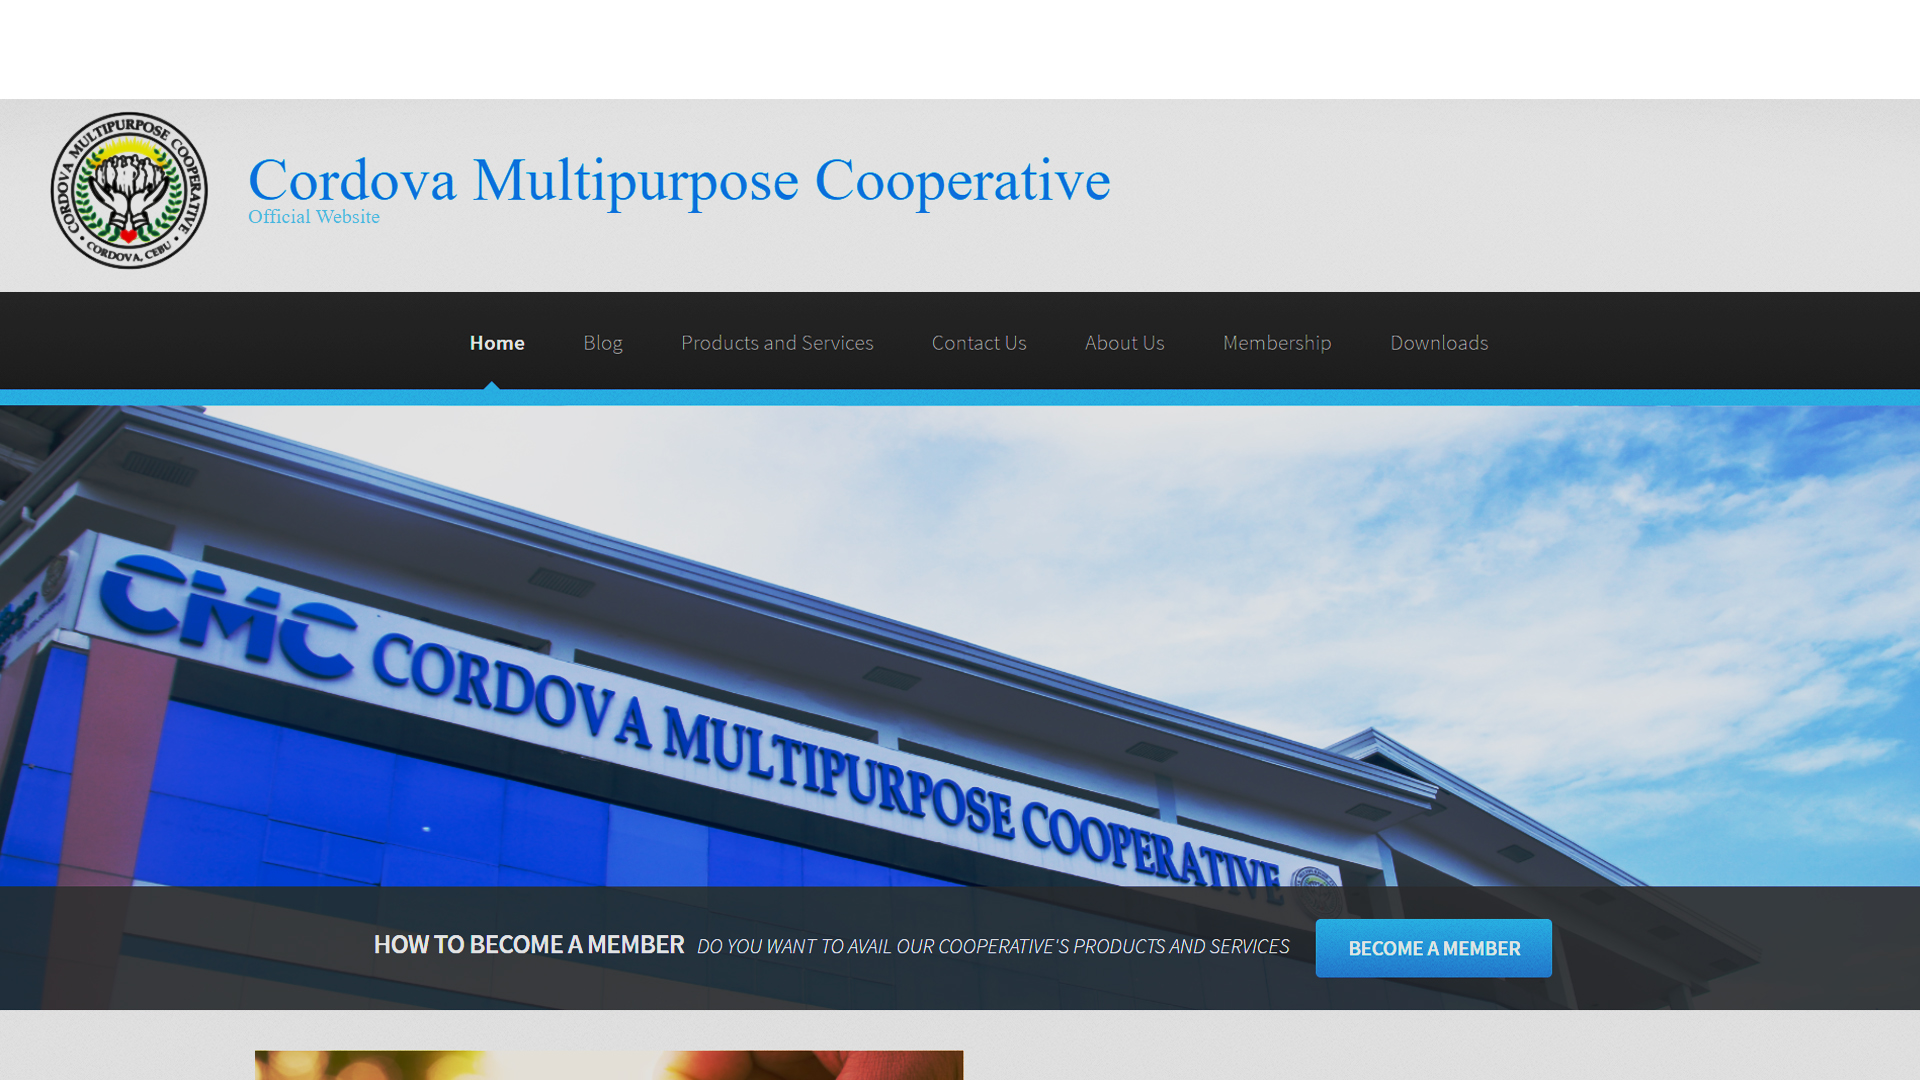 CORDOVA MULTIPURPOSE COOPERATIVE
CORDOVA, CEBU
Cordova Multipurpose Cooperative
Official Website
Home
Blog
Products and Services
Contact Us
About Us
Membership
Downloads
CMC CORDOVA MULTIPURPOSE COOPERATIVE
HOW TO BECOME A MEMBER DO YOU WANT TO AVAIL OUR COOPERATIVE'S PRODUCTS AND SERVICES
BECOME A MEMBER